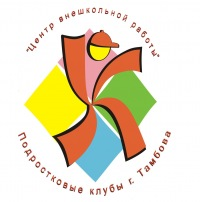 "Центр внешкольной работы"
Подростковые клубы г. Тамбова